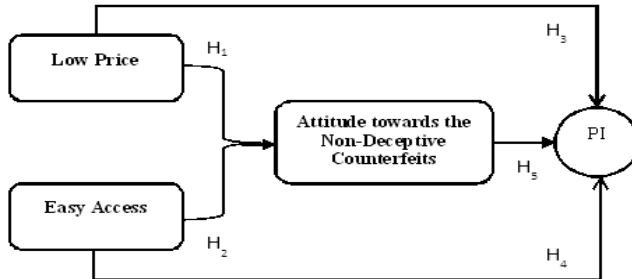 H₃
H₁
Low Price
Attitude towards the
Non-Deceptive
Counterfeits
PI
H₅
Easy Access
H₂
H₄